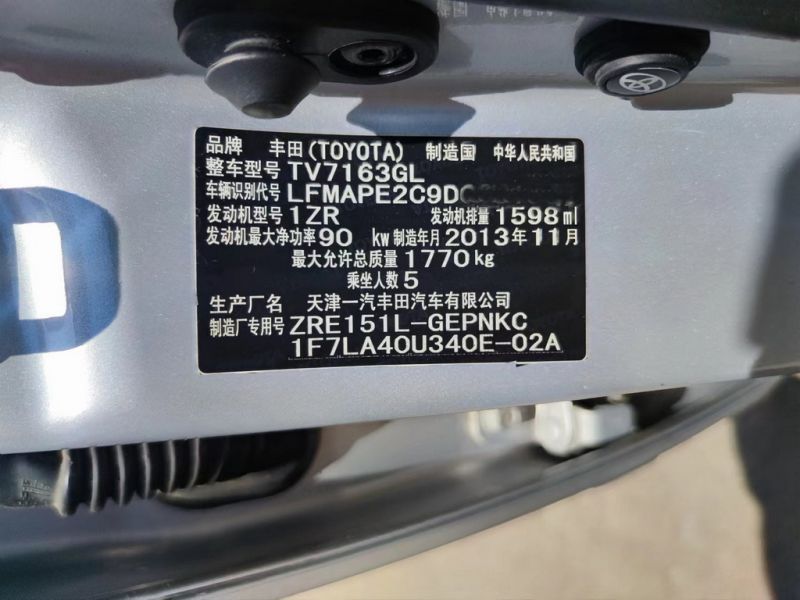 品牌 丰田(TOYOTA) 制造国 中华人民共和国
整车型号 TV7163GL
车辆识别代号 LFMAPE2C9D
发动机型号 1ZR 发动机排量 1598 ml
发动机最大净功率 90 kw 制造年月 2013年11月
最大允许总质量 1770 kg
乘坐人数 5
生产厂名 天津一汽丰田汽车有限公司
制造厂专用号 ZRE151L-GEPNKC
1F7LA40U340E-02A